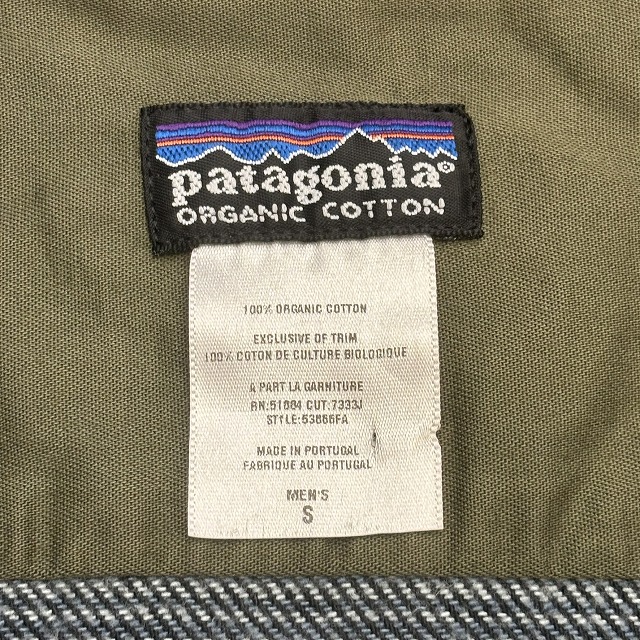 patagonia®
ORGANIC COTTON
100% ORGANIC COTTON
EXCLUSIVE OF TRIM
100% COTON DE CULTURE BIOLOGIQUE
A PART LA GARNITURE
RN:51884 CUT:7333J
STYLE:53866FA
MADE IN PORTUGAL
FABRIQUE AU PORTUGAL
MEN'S
S